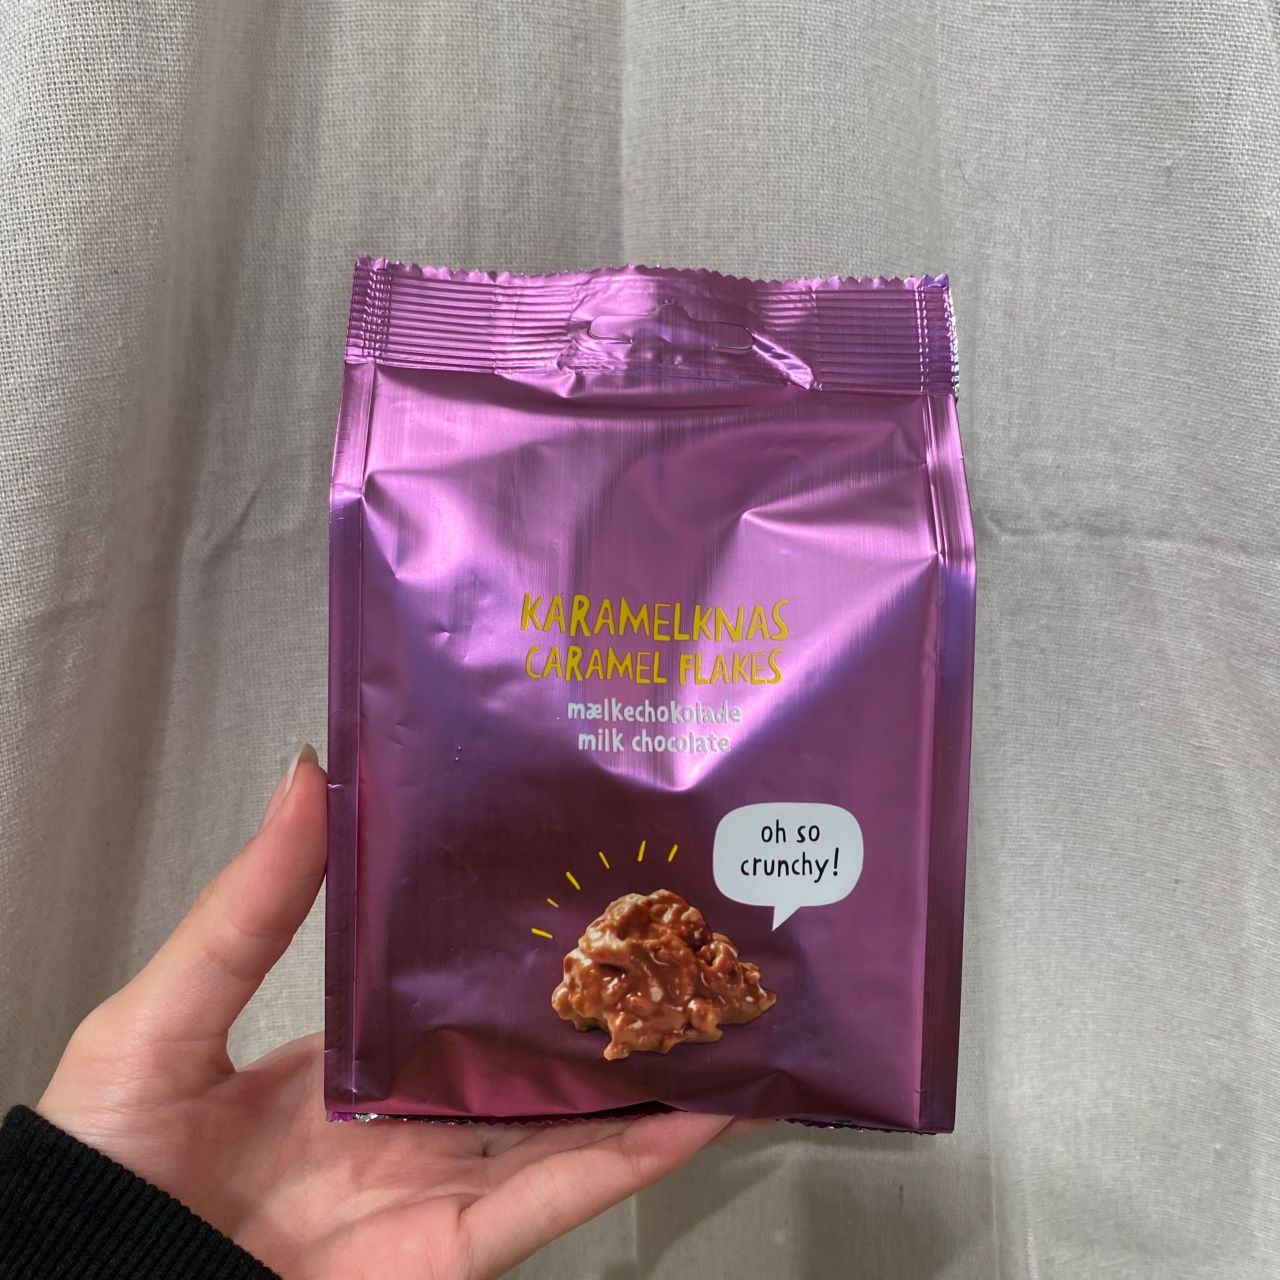 KARAMELKNAS
CARAMEL FLAKES
mælkechokolade
milk chocolate
oh so
crunchy!